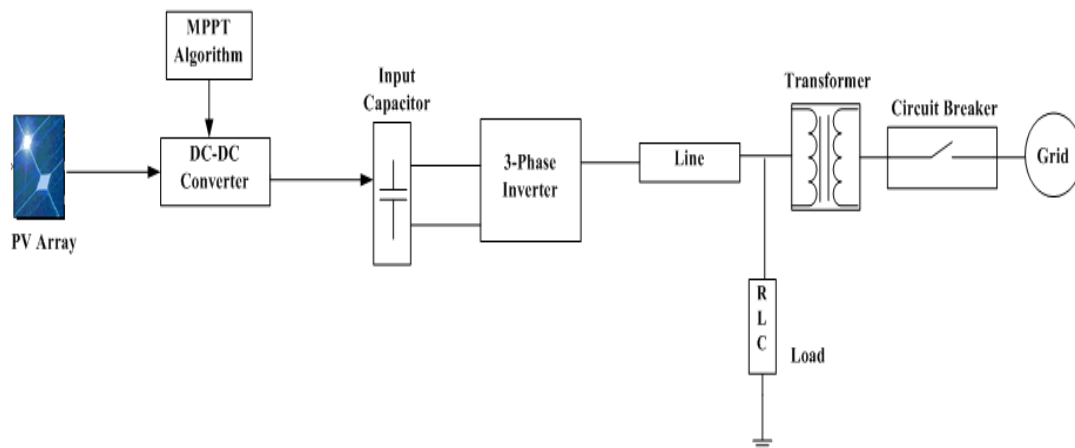 MPPT
Algorithm
PV Array
DC-DC
Converter
Input
Capacitor
3-Phase
Inverter
Line
R
L
C
Load
Transformer
Circuit Breaker
Grid